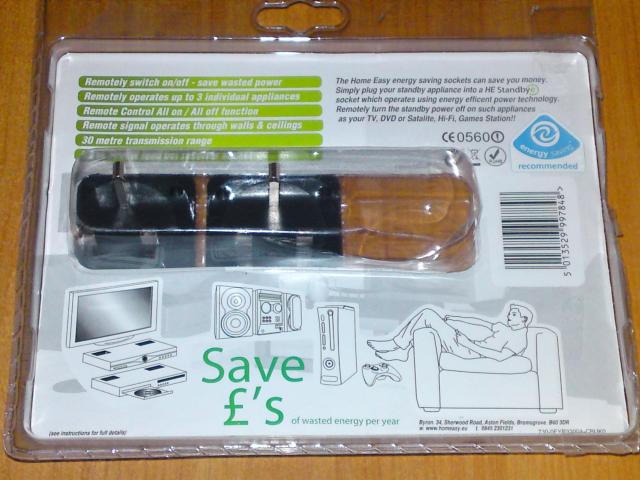 Remotely switch on/off - save wasted power
Remotely operates up to 3 individual appliances
Remote Control All on / All off function
Remote signal operates through walls & ceilings
30 metre transmission range
The Home Easy energy saving sockets can save you money.
Simply plug your standby appliance into a HE Standby
socket which operates using energy efficent power technology.
Remotely turn the standby power off on such appliances
as your TV, DVD or Satalite, Hi-Fi, Games Station!!
CE0560
energy saving
recommended
5 013529 997848 >
Save
£'s
of wasted energy per year
(see instructions for full details)
Byron. 34, Sherwood Road, Aston Fields, Bromsgrove. B60 3DR
w: www.homeasy.eu t: 0845 2301231